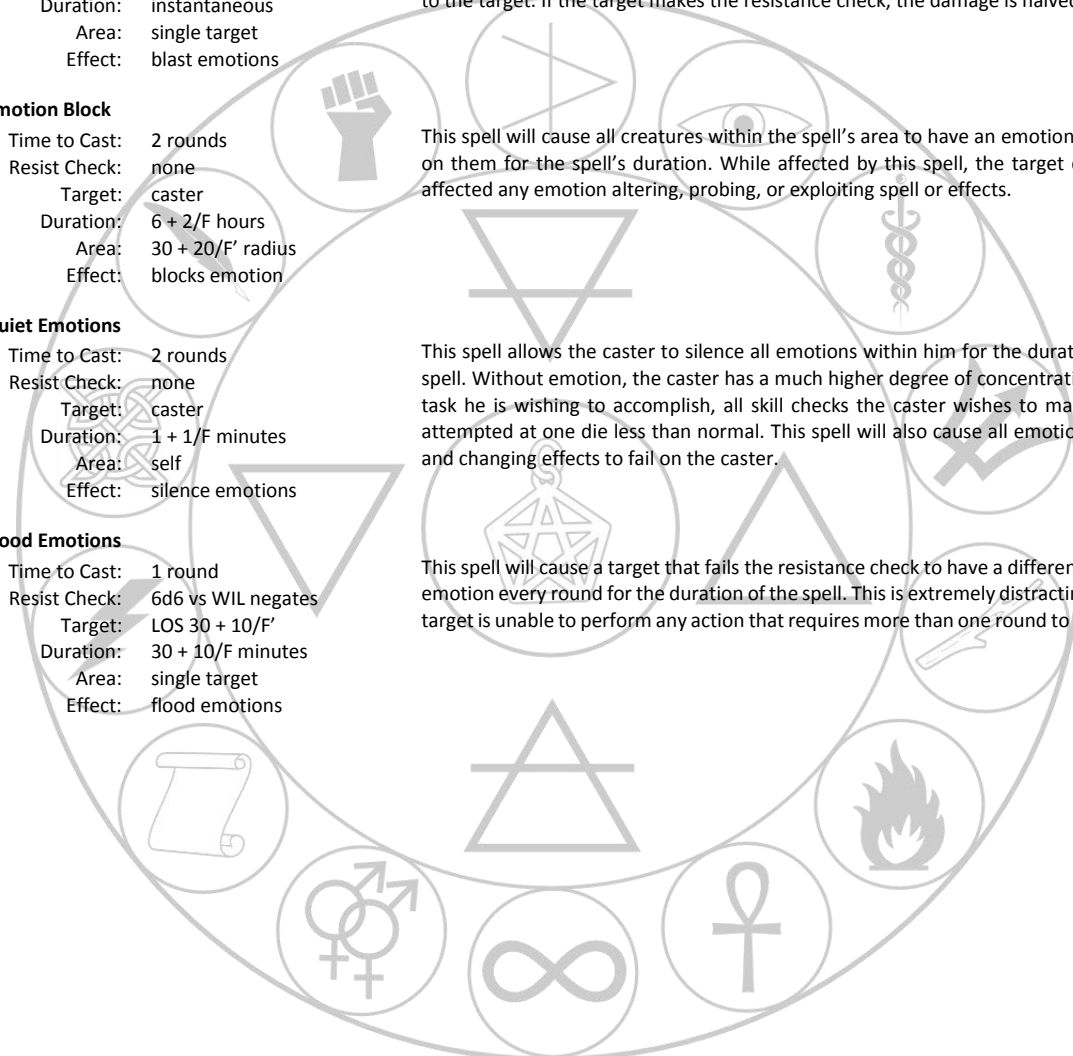 Duration: instantaneous
to the target. If the target makes the resistance check, the damage is halved
Area: single target
Effect: blast emotions
motion Block
Time to Cast: 2 rounds
Resist Check: none
Target: caster
Duration: 6 + 2/F hours
Area: 30 + 20/F’ radius
Effect: blocks emotion
This spell will cause all creatures within the spell’s area to have an emotion
on them for the spell’s duration. While affected by this spell, the target
affected any emotion altering, probing, or exploiting spell or effects.
uiet Emotions
Time to Cast: 2 rounds
Resist Check: none
Target: caster
Duration: 1 + 1/F minutes
Area: self
Effect: silence emotions
This spell allows the caster to silence all emotions within him for the durat
spell. Without emotion, the caster has a much higher degree of concentrati
task he is wishing to accomplish, all skill checks the caster wishes to ma
attempted at one die less than normal. This spell will also cause all emotio
and changing effects to fail on the caster.
ood Emotions
Time to Cast: 1 round
Resist Check: 6d6 vs WIL negates
Target: LOS 30 + 10/F’
Duration: 30 + 10/F minutes
Area: single target
Effect: flood emotions
This spell will cause a target that fails the resistance check to have a differen
emotion every round for the duration of the spell. This is extremely distractin
target is unable to perform any action that requires more than one round to